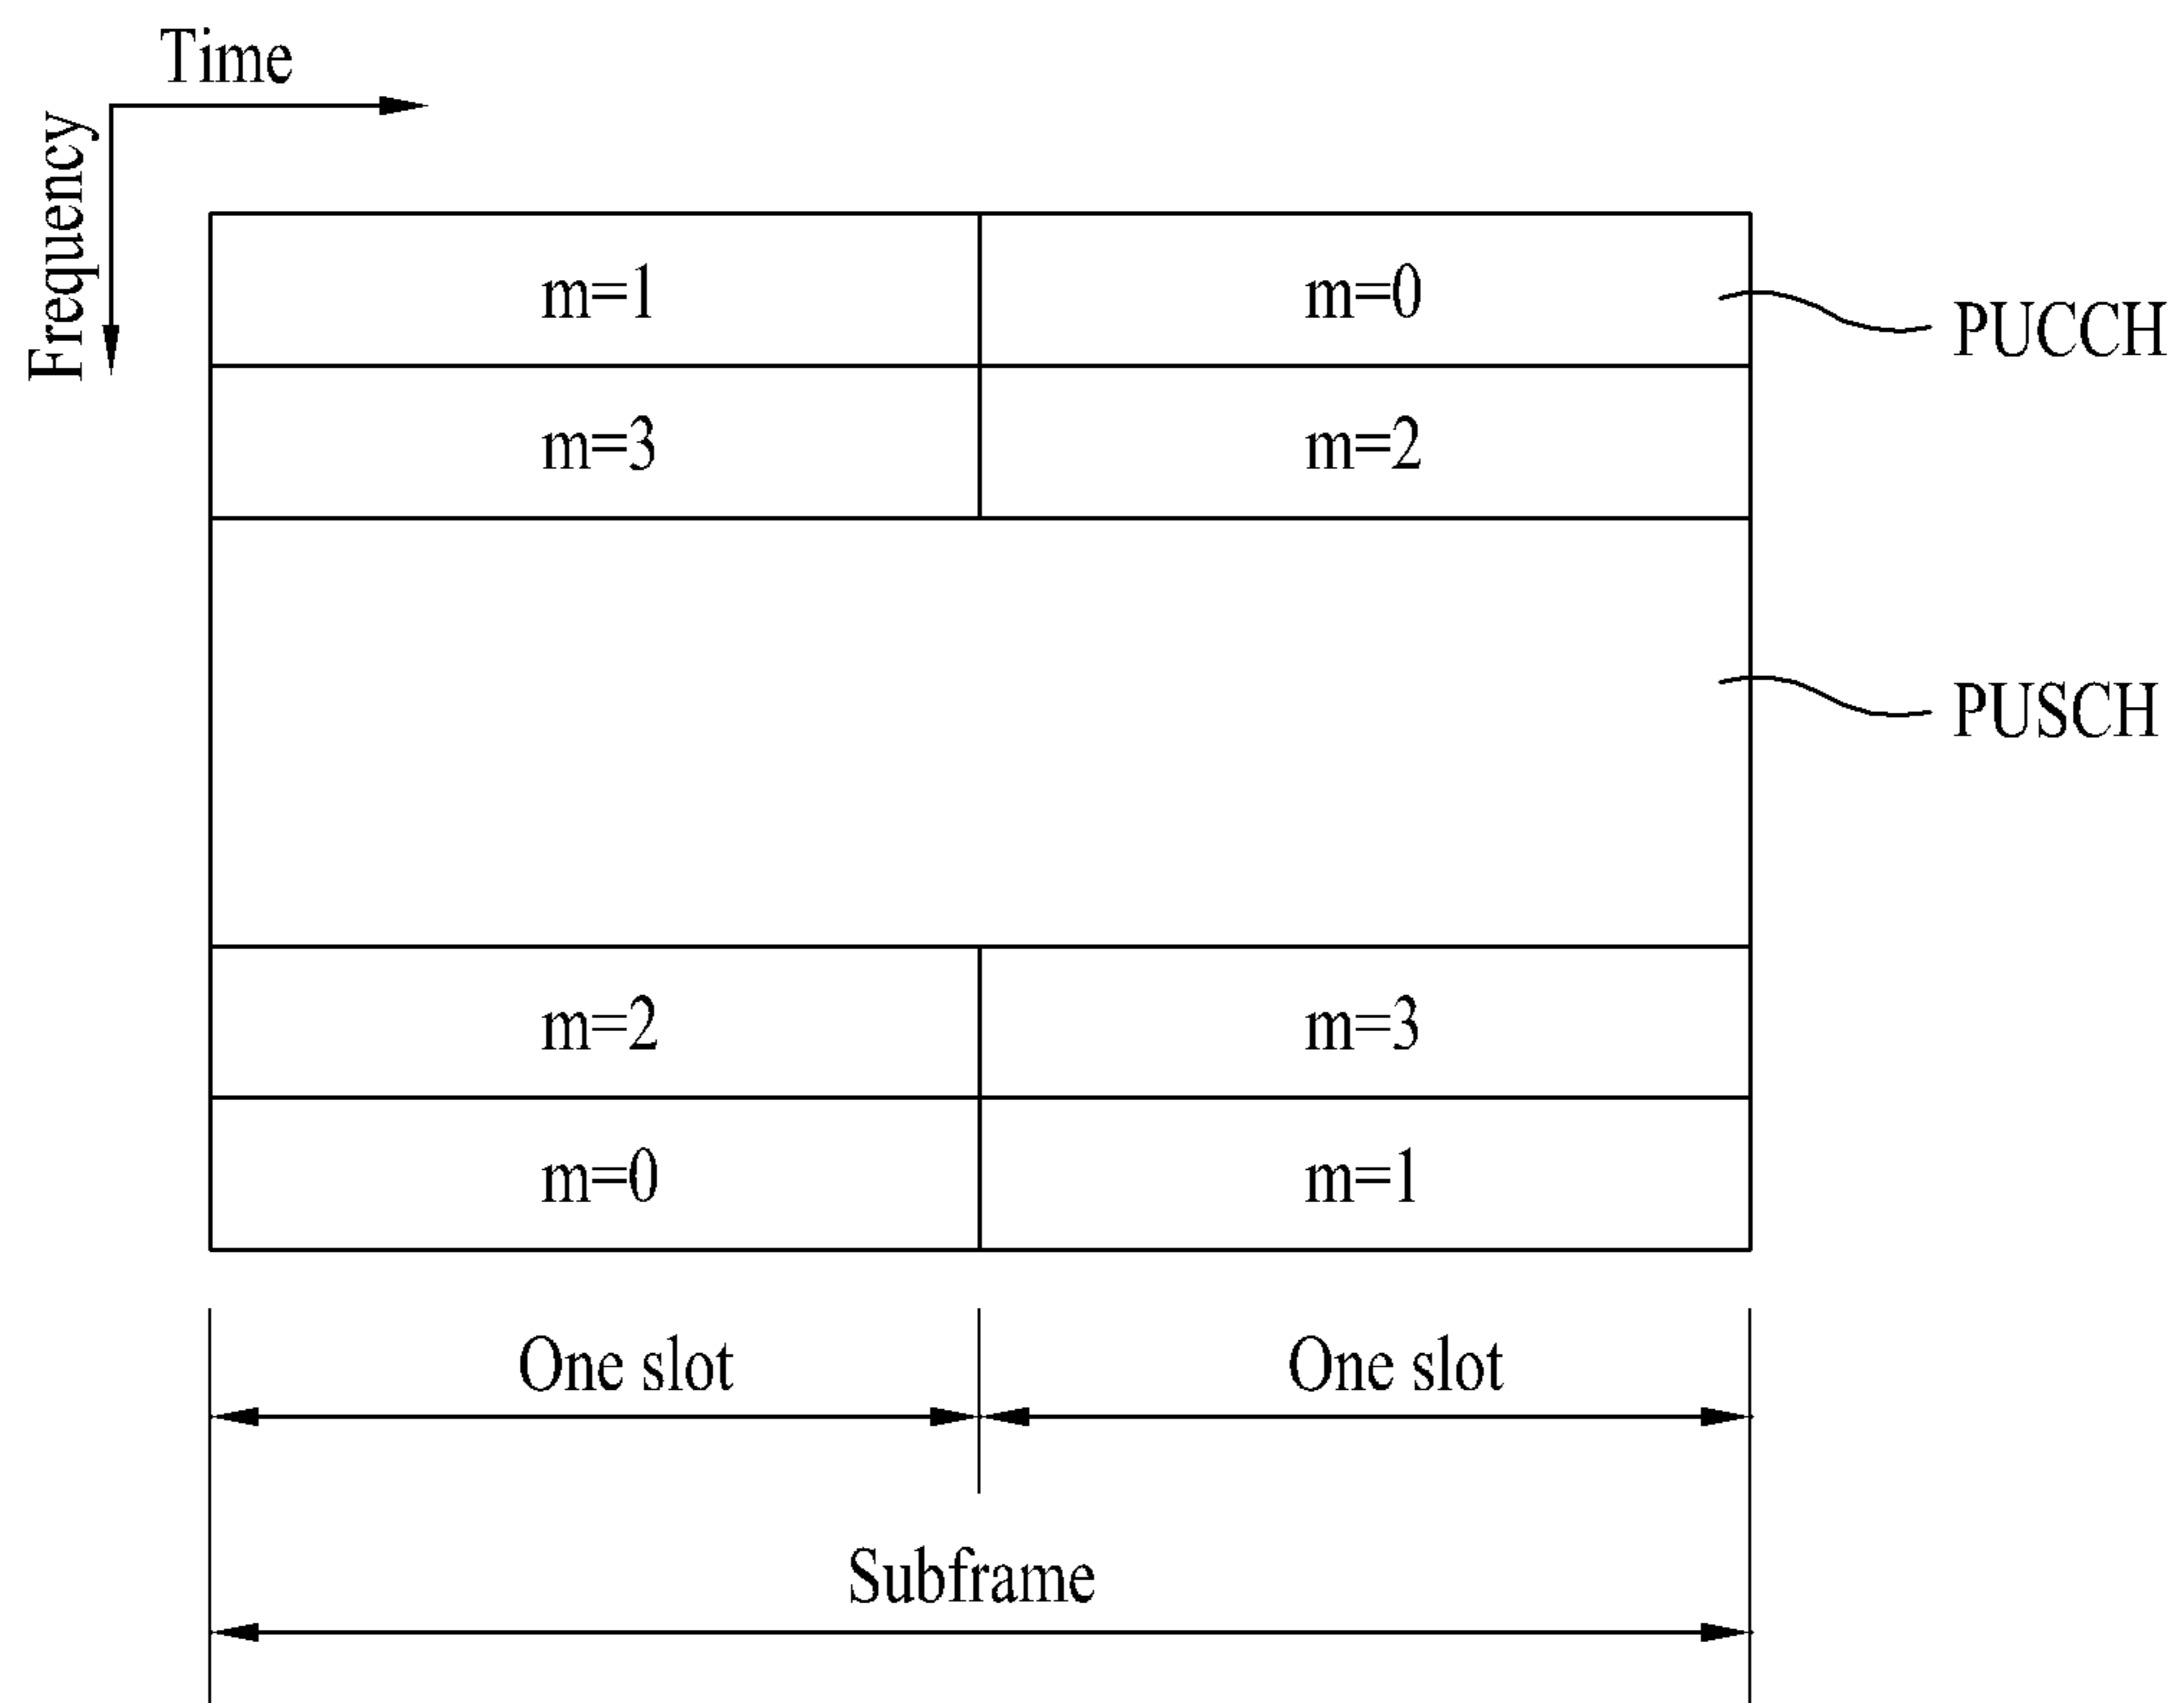 Time
Frequency
m=1 m=0
PUCCH
m=3 m=2
PUSCH
m=2 m=3
m=0 m=1
One slot One slot
Subframe